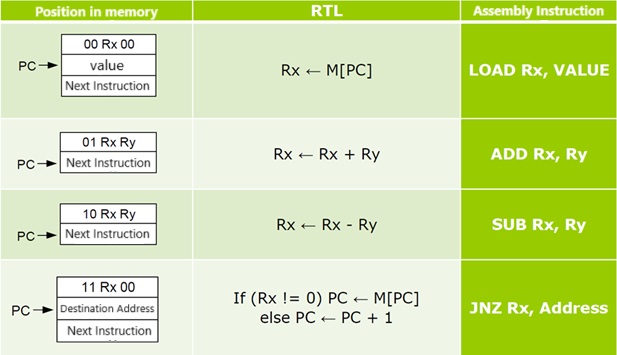 Position in memory RTL Assembly Instruction
00 Rx 00
PC → value
Next Instruction
Rx ← M[PC]
LOAD Rx, VALUE
01 Rx Ry
PC → Next Instruction
Rx ← Rx + Ry
ADD Rx, Ry
10 Rx Ry
PC → Next Instruction
Rx ← Rx - Ry
SUB Rx, Ry
11 Rx 00
PC → Destination Address
Next Instruction
If (Rx != 0) PC ← M[PC]
else PC ← PC + 1
JNZ Rx, Address